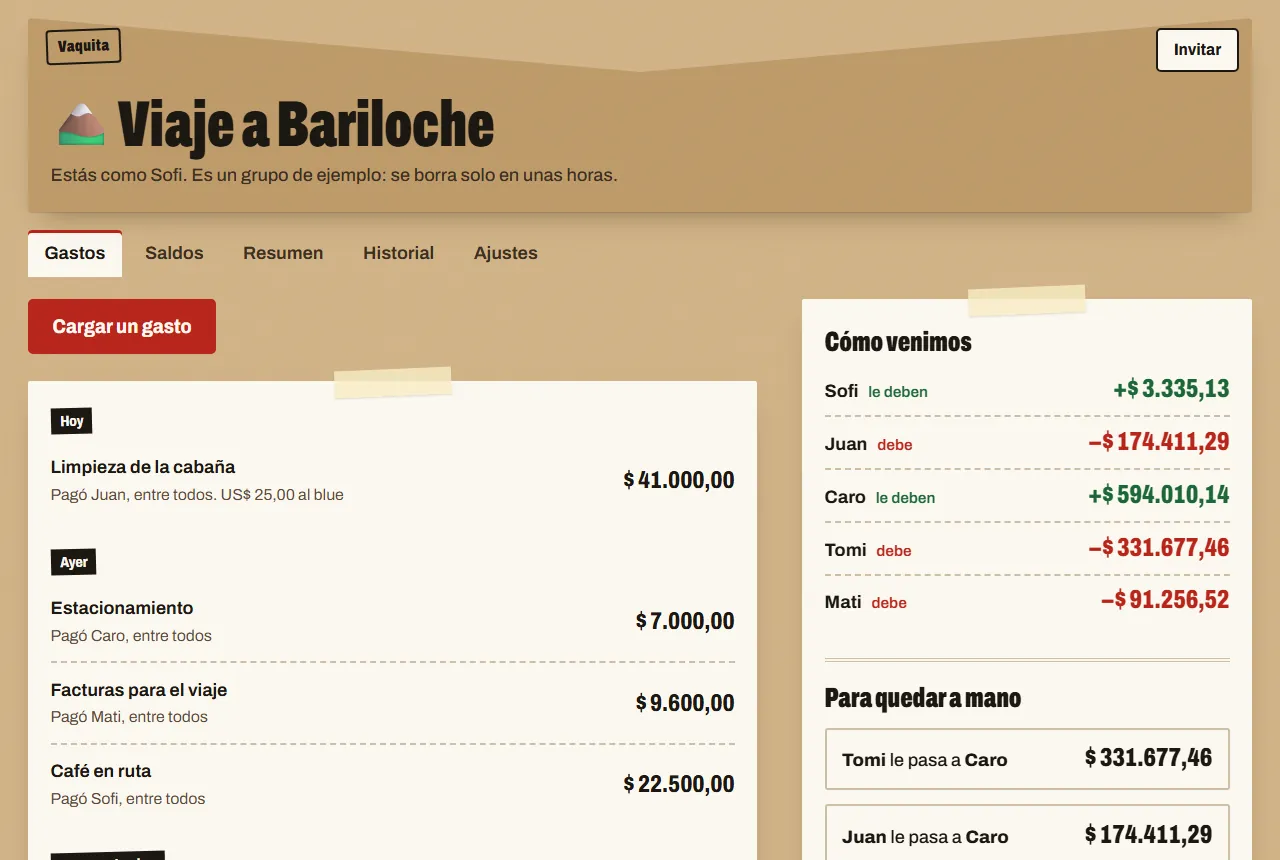 Vaquita
Invitar
Viaje a Bariloche
Estás como Sofi. Es un grupo de ejemplo: se borra solo en unas horas.
Gastos
Saldos
Resumen
Historial
Ajustes
Cargar un gasto
Hoy
Limpieza de la cabaña
Pagó Juan, entre todos. US$ 25,00 al blue
$ 41.000,00
Ayer
Estacionamiento
Pagó Caro, entre todos
$ 7.000,00
Facturas para el viaje
Pagó Mati, entre todos
$ 9.600,00
Café en ruta
Pagó Sofi, entre todos
$ 22.500,00
Cómo venimos
Sofi le deben +$ 3.335,13
Juan debe –$ 174.411,29
Caro le deben +$ 594.010,14
Tomi debe –$ 331.677,46
Mati debe –$ 91.256,52
Para quedar a mano
Tomi le pasa a Caro $ 331.677,46
Juan le pasa a Caro $ 174.411,29